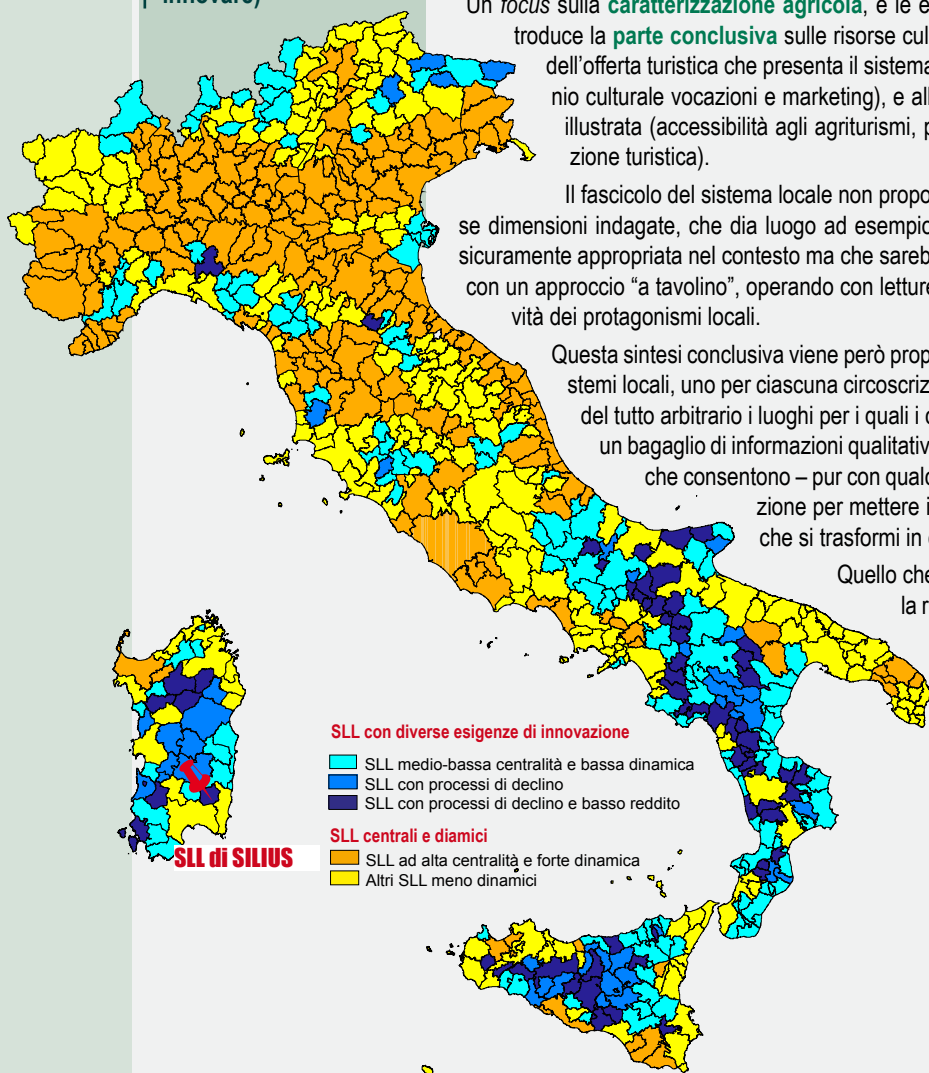 innovare)
Un focus sulla caratterizzazione agricola, e le e
troduce la parte conclusiva sulle risorse cul
dell’offerta turistica che presenta il sistema
nio culturale vocazioni e marketing), e all
illustrata (accessibilità agli agriturismi, p
zione turistica).
Il fascicolo del sistema locale non propo
se dimensioni indagate, che dia luogo ad esempio
sicuramente appropriata nel contesto ma che sareb
con un approccio “a tavolino”, operando con letture
vità dei protagonismi locali.
Questa sintesi conclusiva viene però prop
stemi locali, uno per ciascuna circoscriz
del tutto arbitrario i luoghi per i quali i
un bagaglio di informazioni qualitativ
che consentono – pur con qualc
zione per mettere i
che si trasformi in
Quello che
la r
SLL con diverse esigenze di innovazione
SLL medio-bassa centralità e bassa dinamica
SLL con processi di declino
SLL con processi di declino e basso reddito
SLL centrali e diamici
SLL ad alta centralità e forte dinamica
Altri SLL meno dinamici
SLL di SILIUS